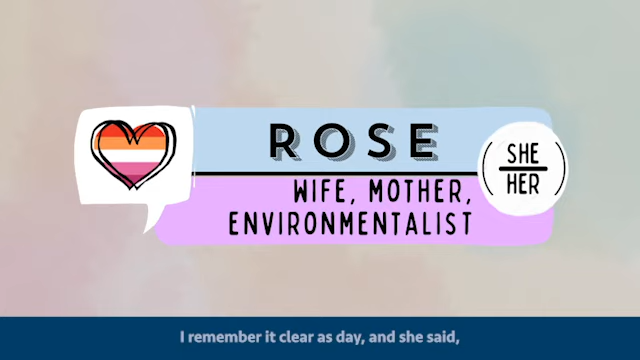 ROSE
WIFE, MOTHER,
ENVIRONMENTALIST
(SHE
HER)
I remember it clear as day, and she said,